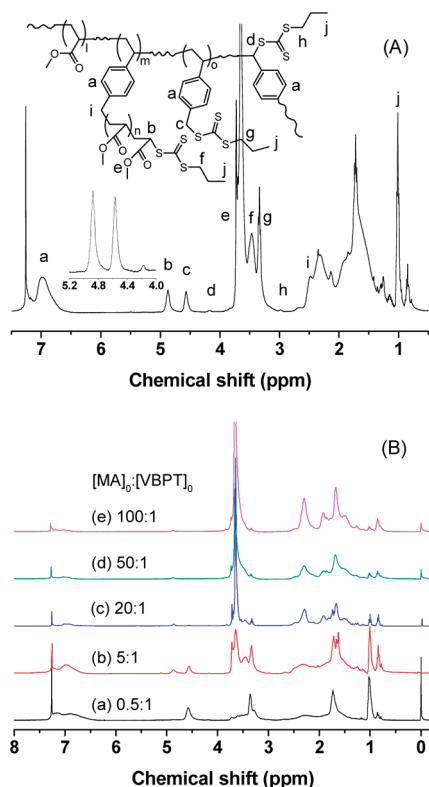 (A)
j
h
d
S
S
S
l
m
o
O
O
a
a
a
i
n
b
c
S
S
S
g
j
O
O
O
O
e
S
S
S
f
j
a
b
c
d
e
f
g
h
i
j
5.2 4.8 4.4 4.0
7 6 5 4 3 2 1
Chemical shift (ppm)
(B)
[MA]₀:[VBPT]₀
(e) 100:1
(d) 50:1
(c) 20:1
(b) 5:1
(a) 0.5:1
8 7 6 5 4 3 2 1 0
Chemical shift (ppm)